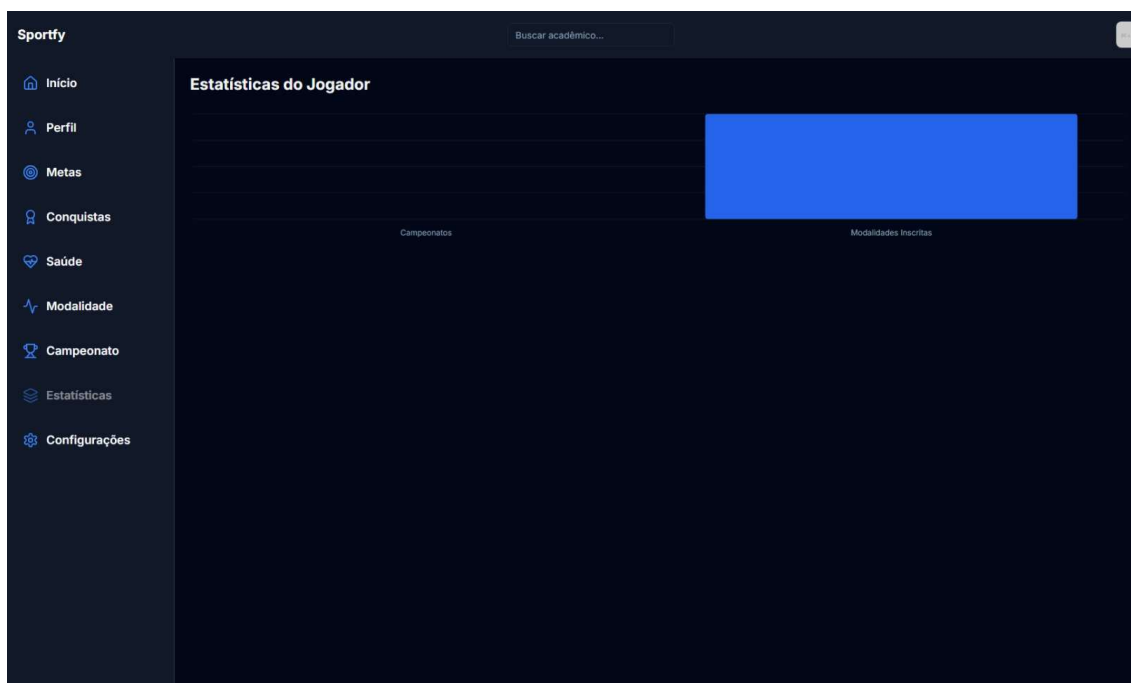 Sportfy
Buscar acadêmico...
Início
Perfil
Metas
Conquistas
Saúde
Modalidade
Campeonato
Estatísticas
Configurações
Estatísticas do Jogador
Campeonatos
Modalidades Inscritas